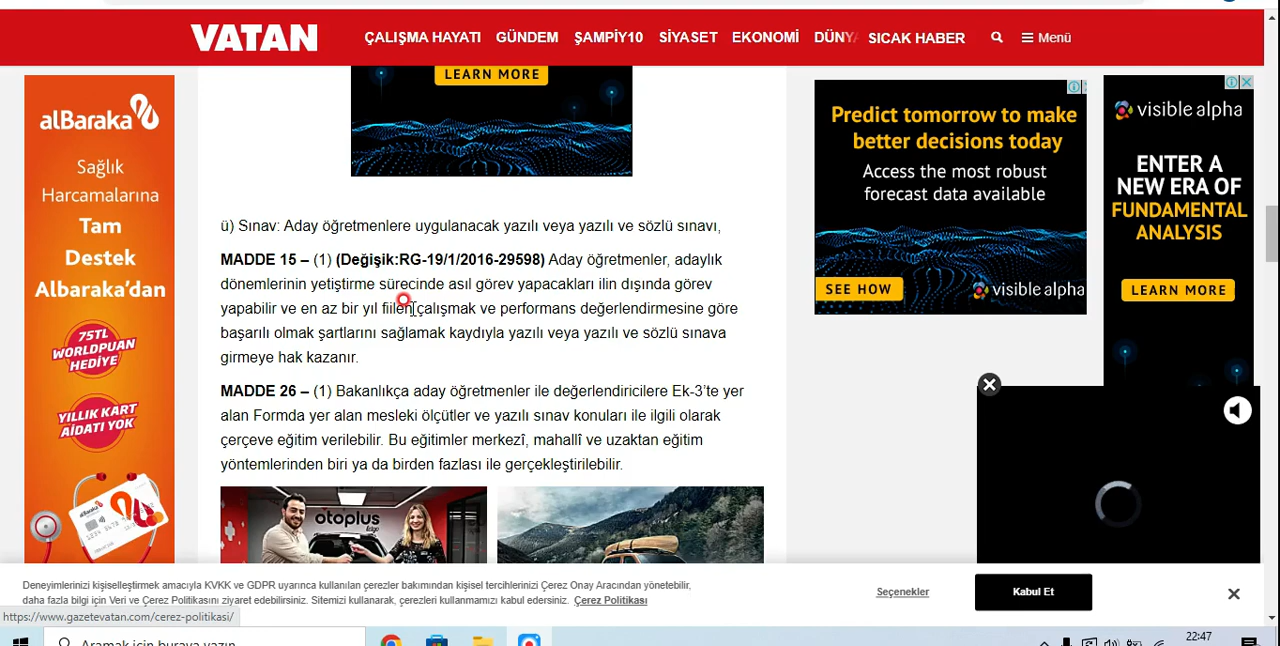 VATAN
ÇALIŞMA HAYATI GÜNDEM ŞAMPİY10 SİYASET EKONOMİ DÜNYA SICAK HABER Menü
alBaraka
Sağlık
Harcamalarına
Tam
Destek
Albaraka'dan
75TL
WORLDPUAN
HEDİYE
YILLIK KART
AİDATI YOK
LEARN MORE
ü) Sınav: Aday öğretmenlere uygulanacak yazılı veya yazılı ve sözlü sınavı,
MADDE 15 – (1) (Değişik:RG-19/1/2016-29598) Aday öğretmenler, adaylık
dönemlerinin yetiştirme sürecinde asıl görev yapacakları ilin dışında görev
yapabilir ve en az bir yıl fiilen çalışmak ve performans değerlendirmesine göre
başarılı olmak şartlarını sağlamak kaydıyla yazılı veya yazılı ve sözlü sınava
girmeye hak kazanır.
MADDE 26 – (1) Bakanlıkça aday öğretmenler ile değerlendiricilere Ek-3'te yer
alan Formda yer alan mesleki ölçütler ve yazılı sınav konuları ile ilgili olarak
çerçeve eğitim verilebilir. Bu eğitimler merkezî, mahallî ve uzaktan eğitim
yöntemlerinden biri ya da birden fazlası ile gerçekleştirilebilir.
otoplus
Predict tomorrow to make
better decisions today
Access the most robust
forecast data available
SEE HOW
visible alpha
visible alpha
ENTER A
NEW ERA OF
FUNDAMENTAL
ANALYSIS
LEARN MORE
Deneyimlerinizi kişiselleştirmek amacıyla KVKK ve GDPR uyarınca kullanılan çerezler bakımından kişisel tercihlerinizi Çerez Onay Aracından yönetebilir,
daha fazla bilgi için Veri ve Çerez Politikasını ziyaret edebilirsiniz. Sitemizi kullanarak, çerezleri kullanmamızı kabul edersiniz. Çerez Politikası
Seçenekler
Kabul Et
https://www.gazetevatan.com/cerez-politikasi/
Aramak için buraya yazın
22:47